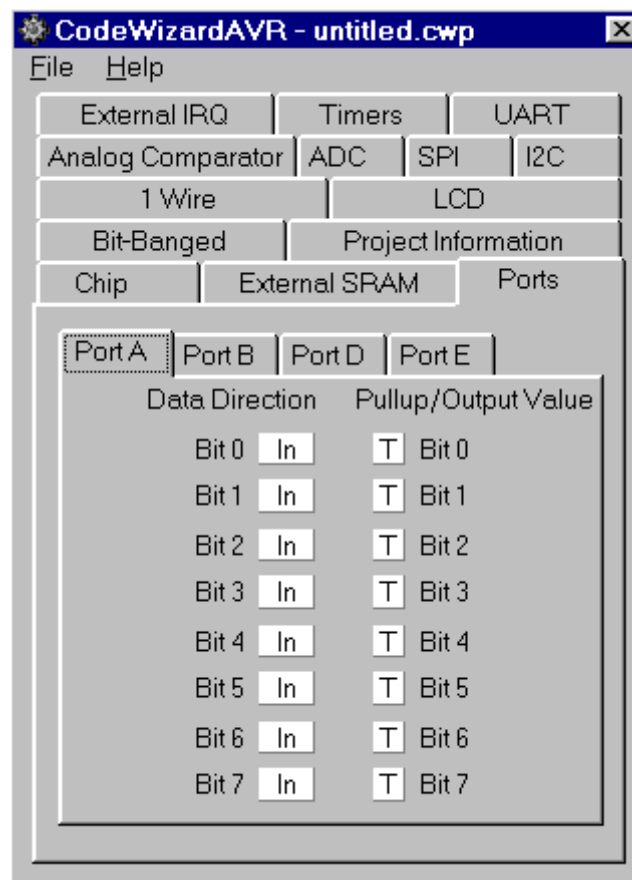 CodeWizardAVR - untitled.cwp
File Help
External IRQ Timers UART
Analog Comparator ADC SPI I2C
1 Wire LCD
Bit-Banged Project Information
Chip External SRAM Ports
Port A Port B Port D Port E
Data Direction Pullup/Output Value
Bit 0 In T Bit 0
Bit 1 In T Bit 1
Bit 2 In T Bit 2
Bit 3 In T Bit 3
Bit 4 In T Bit 4
Bit 5 In T Bit 5
Bit 6 In T Bit 6
Bit 7 In T Bit 7